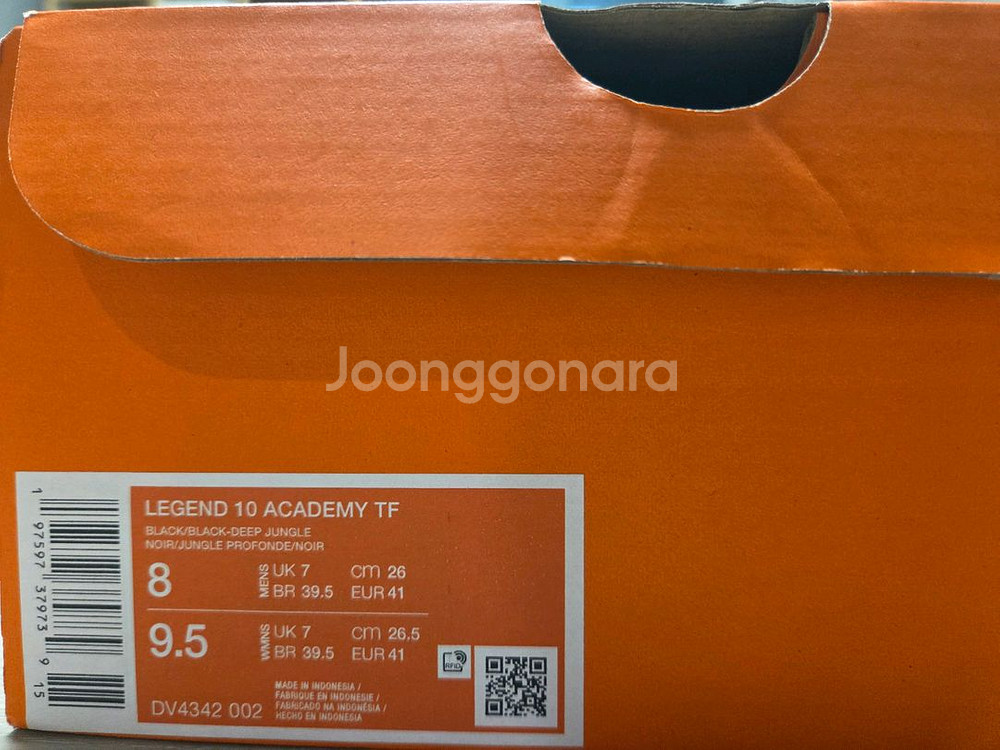 Joonggonara
LEGEND 10 ACADEMY TF
BLACK/BLACK-DEEP JUNGLE
NOIR/JUNGLE PROFONDE/NOIR
8 MENS UK 7 cm 26
BR 39.5 EUR 41
9.5 WMNS UK 7 cm 26.5
BR 39.5 EUR 41
RFID
MADE IN INDONESIA /
FABRIQUE EN INDONESIE /
FABRICADO NA INDONÉSIA /
HECHO EN INDONESIA
DV4342 002
1 97597 37973 9 15